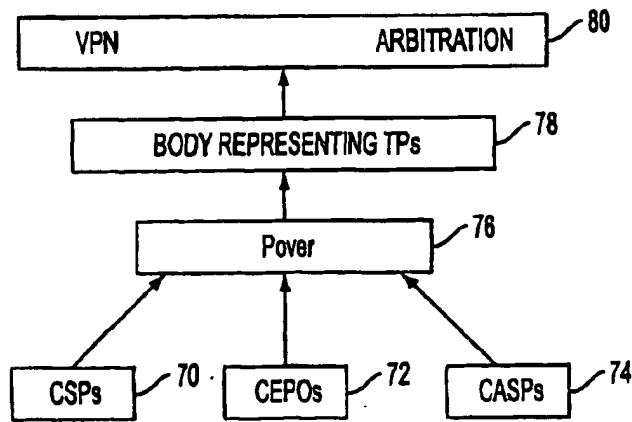 VPN ARBITRATION 80
BODY REPRESENTING TPs 78
Pover 76
CSPs 70 CEPOs 72 CASPs 74